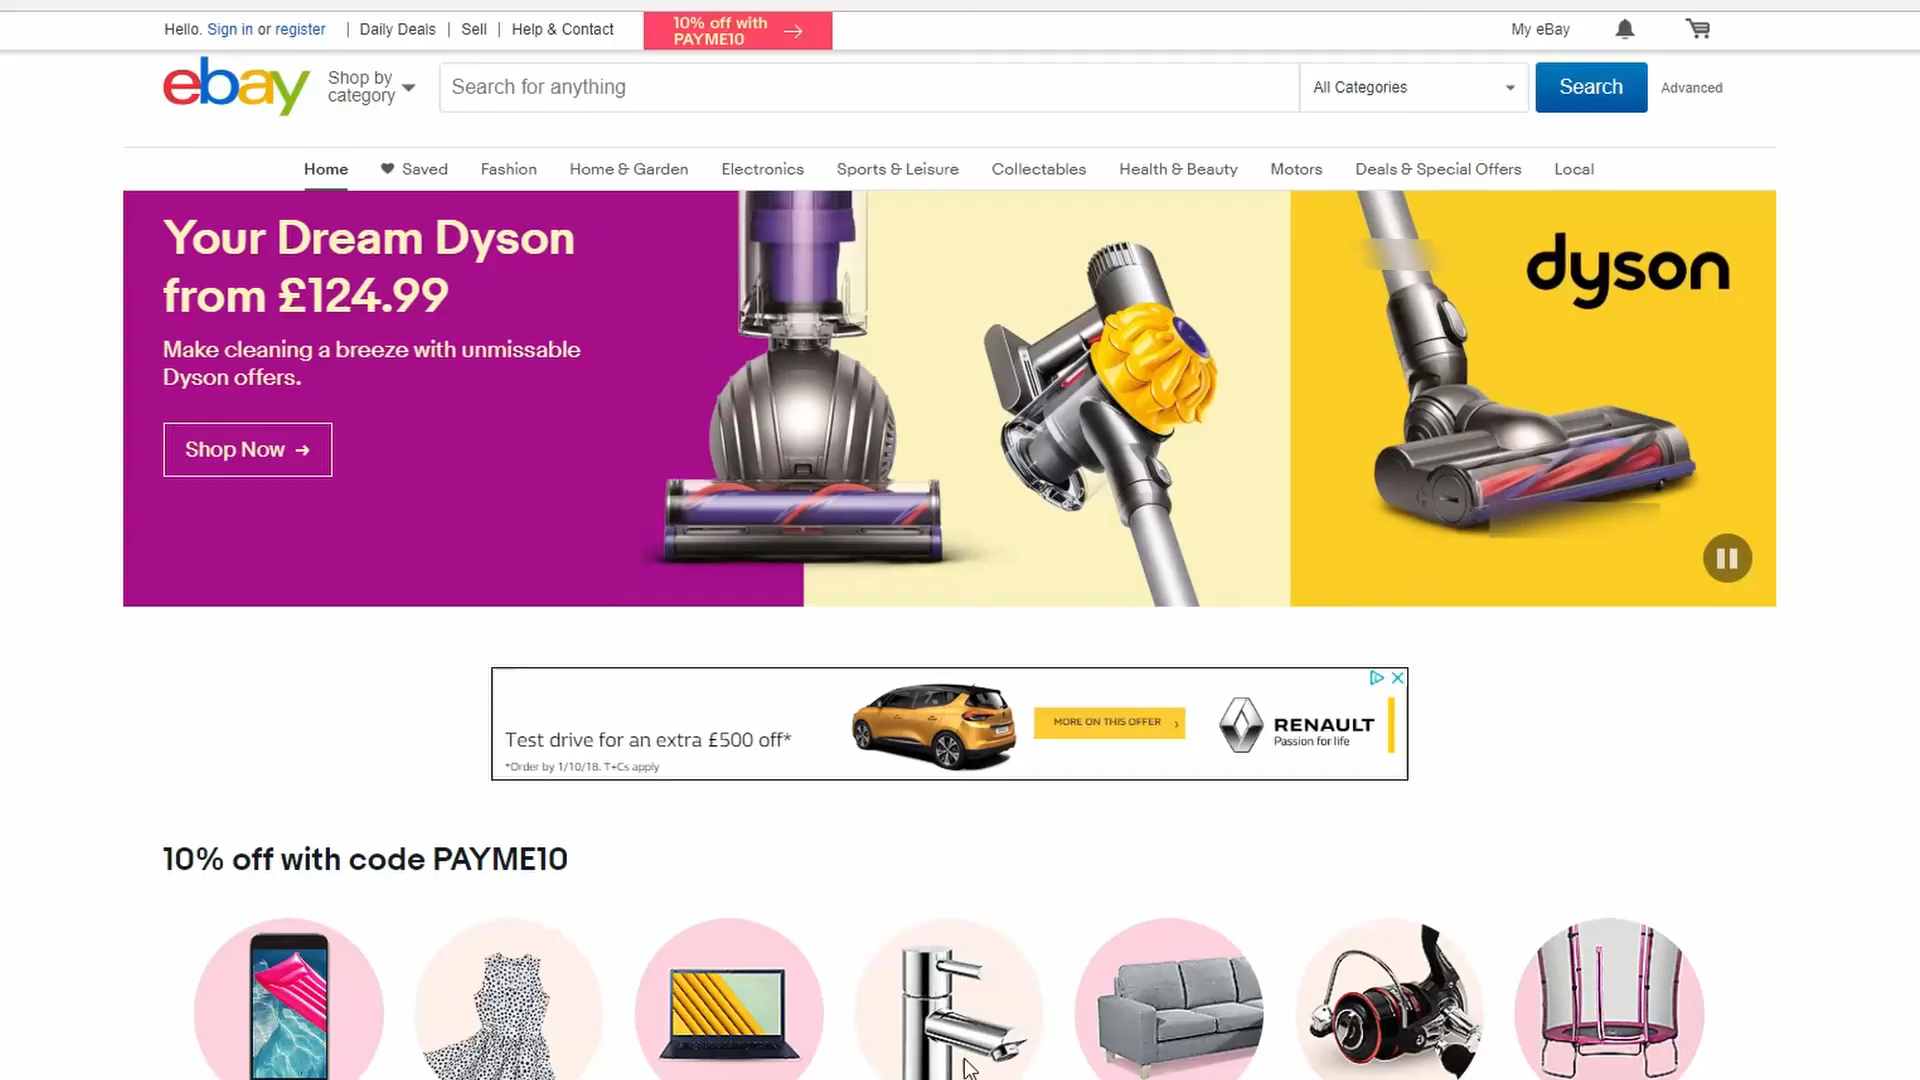 Hello. Sign in or register | Daily Deals | Sell | Help & Contact
10% off with
PAYME10
My eBay
ebay
Shop by
category
Search for anything
All Categories
Search
Advanced
Home
Saved
Fashion
Home & Garden
Electronics
Sports & Leisure
Collectables
Health & Beauty
Motors
Deals & Special Offers
Local
Your Dream Dyson
from £124.99
Make cleaning a breeze with unmissable
Dyson offers.
Shop Now
dyson
Test drive for an extra £500 off*
*Order by 1/10/18. T+Cs apply
MORE ON THIS OFFER
RENAULT
Passion for life
10% off with code PAYME10